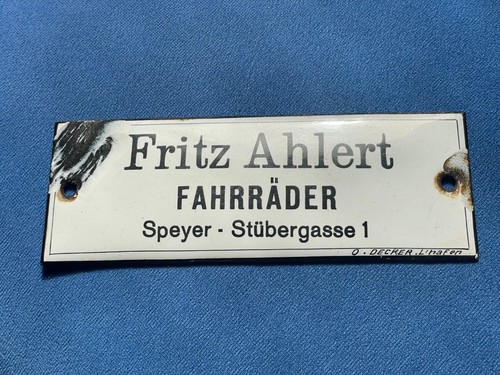 Fritz Ahlert
FAHRRÄDER
Speyer - Stübergasse 1
O. DECKER. L'hafen